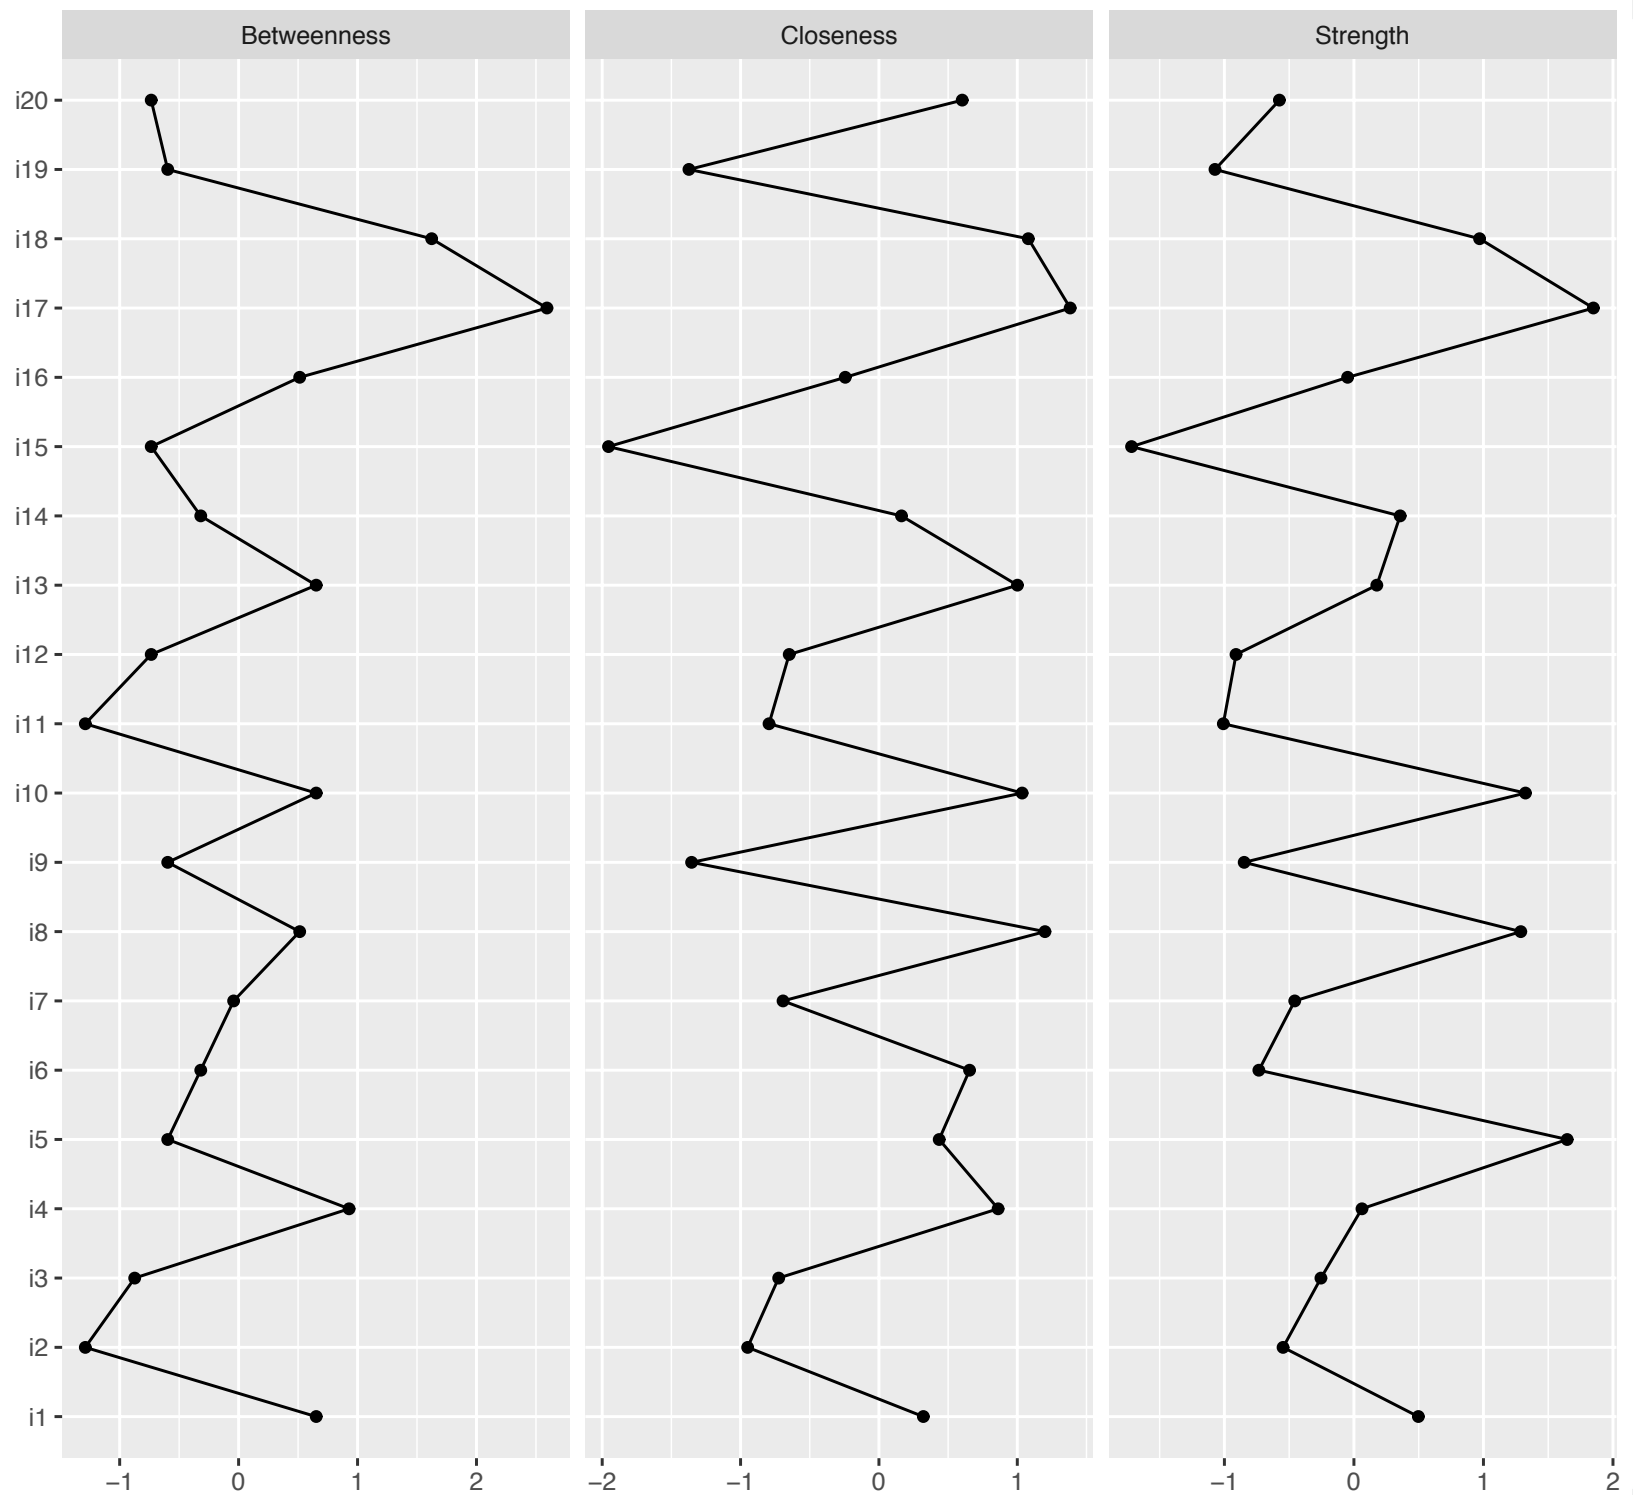 Betweenness Closeness Strength
i20
i19
i18
i17
i16
i15
i14
i13
i12
i11
i10
i9
i8
i7
i6
i5
i4
i3
i2
i1
−1 0 1 2 −2 −1 0 1 −1 0 1 2